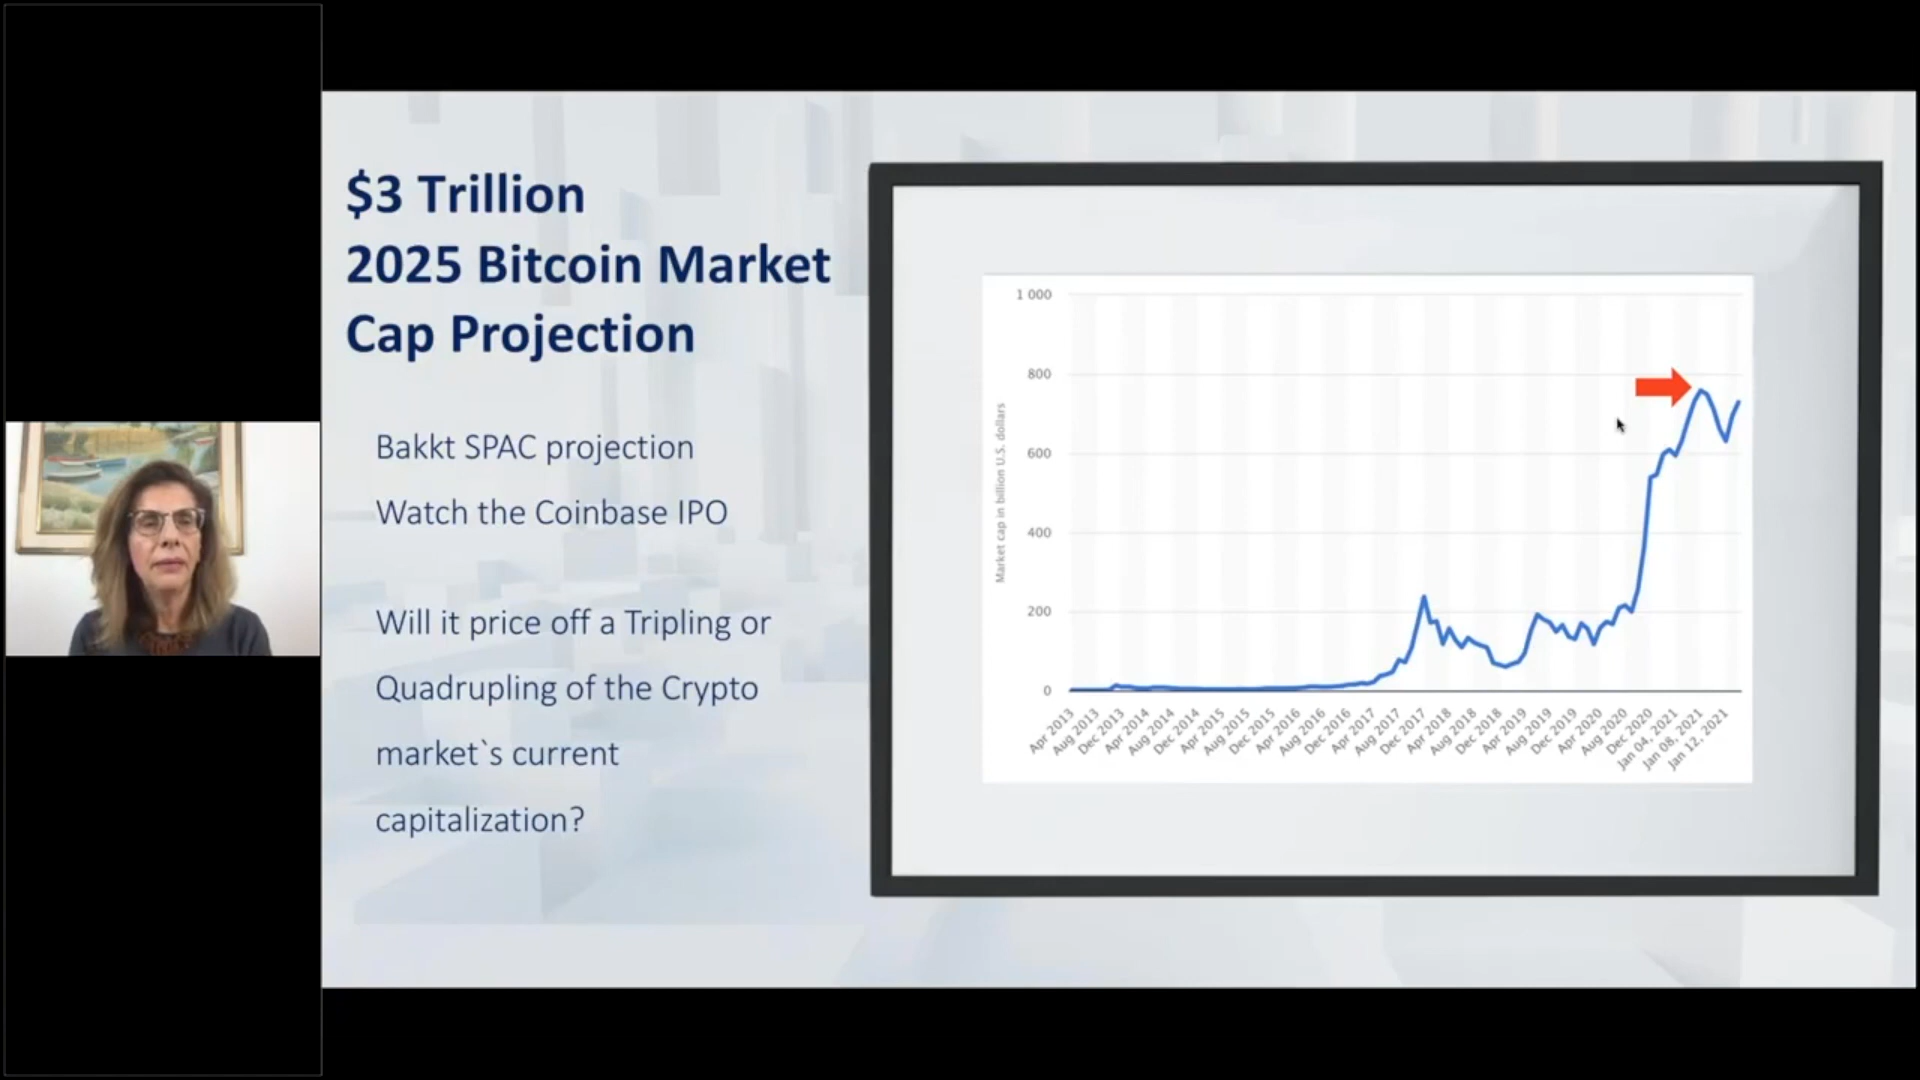 $3 Trillion
2025 Bitcoin Market
Cap Projection
Bakkt SPAC projection
Watch the Coinbase IPO
Will it price off a Tripling or
Quadrupling of the Crypto
market`s current
capitalization?
Market cap in billion U.S. dollars
1 000
800
600
400
200
0
Apr 2013
Aug 2013
Dec 2013
Apr 2014
Aug 2014
Dec 2014
Apr 2015
Aug 2015
Dec 2015
Apr 2016
Aug 2016
Dec 2016
Apr 2017
Aug 2017
Dec 2017
Apr 2018
Aug 2018
Dec 2018
Apr 2019
Aug 2019
Dec 2019
Apr 2020
Aug 2020
Dec 2020
Jan 04, 2021
Jan 08, 2021
Jan 12, 2021